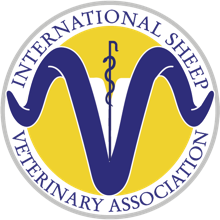 INTERNATIONAL SHEEP
VETERINARY ASSOCIATION